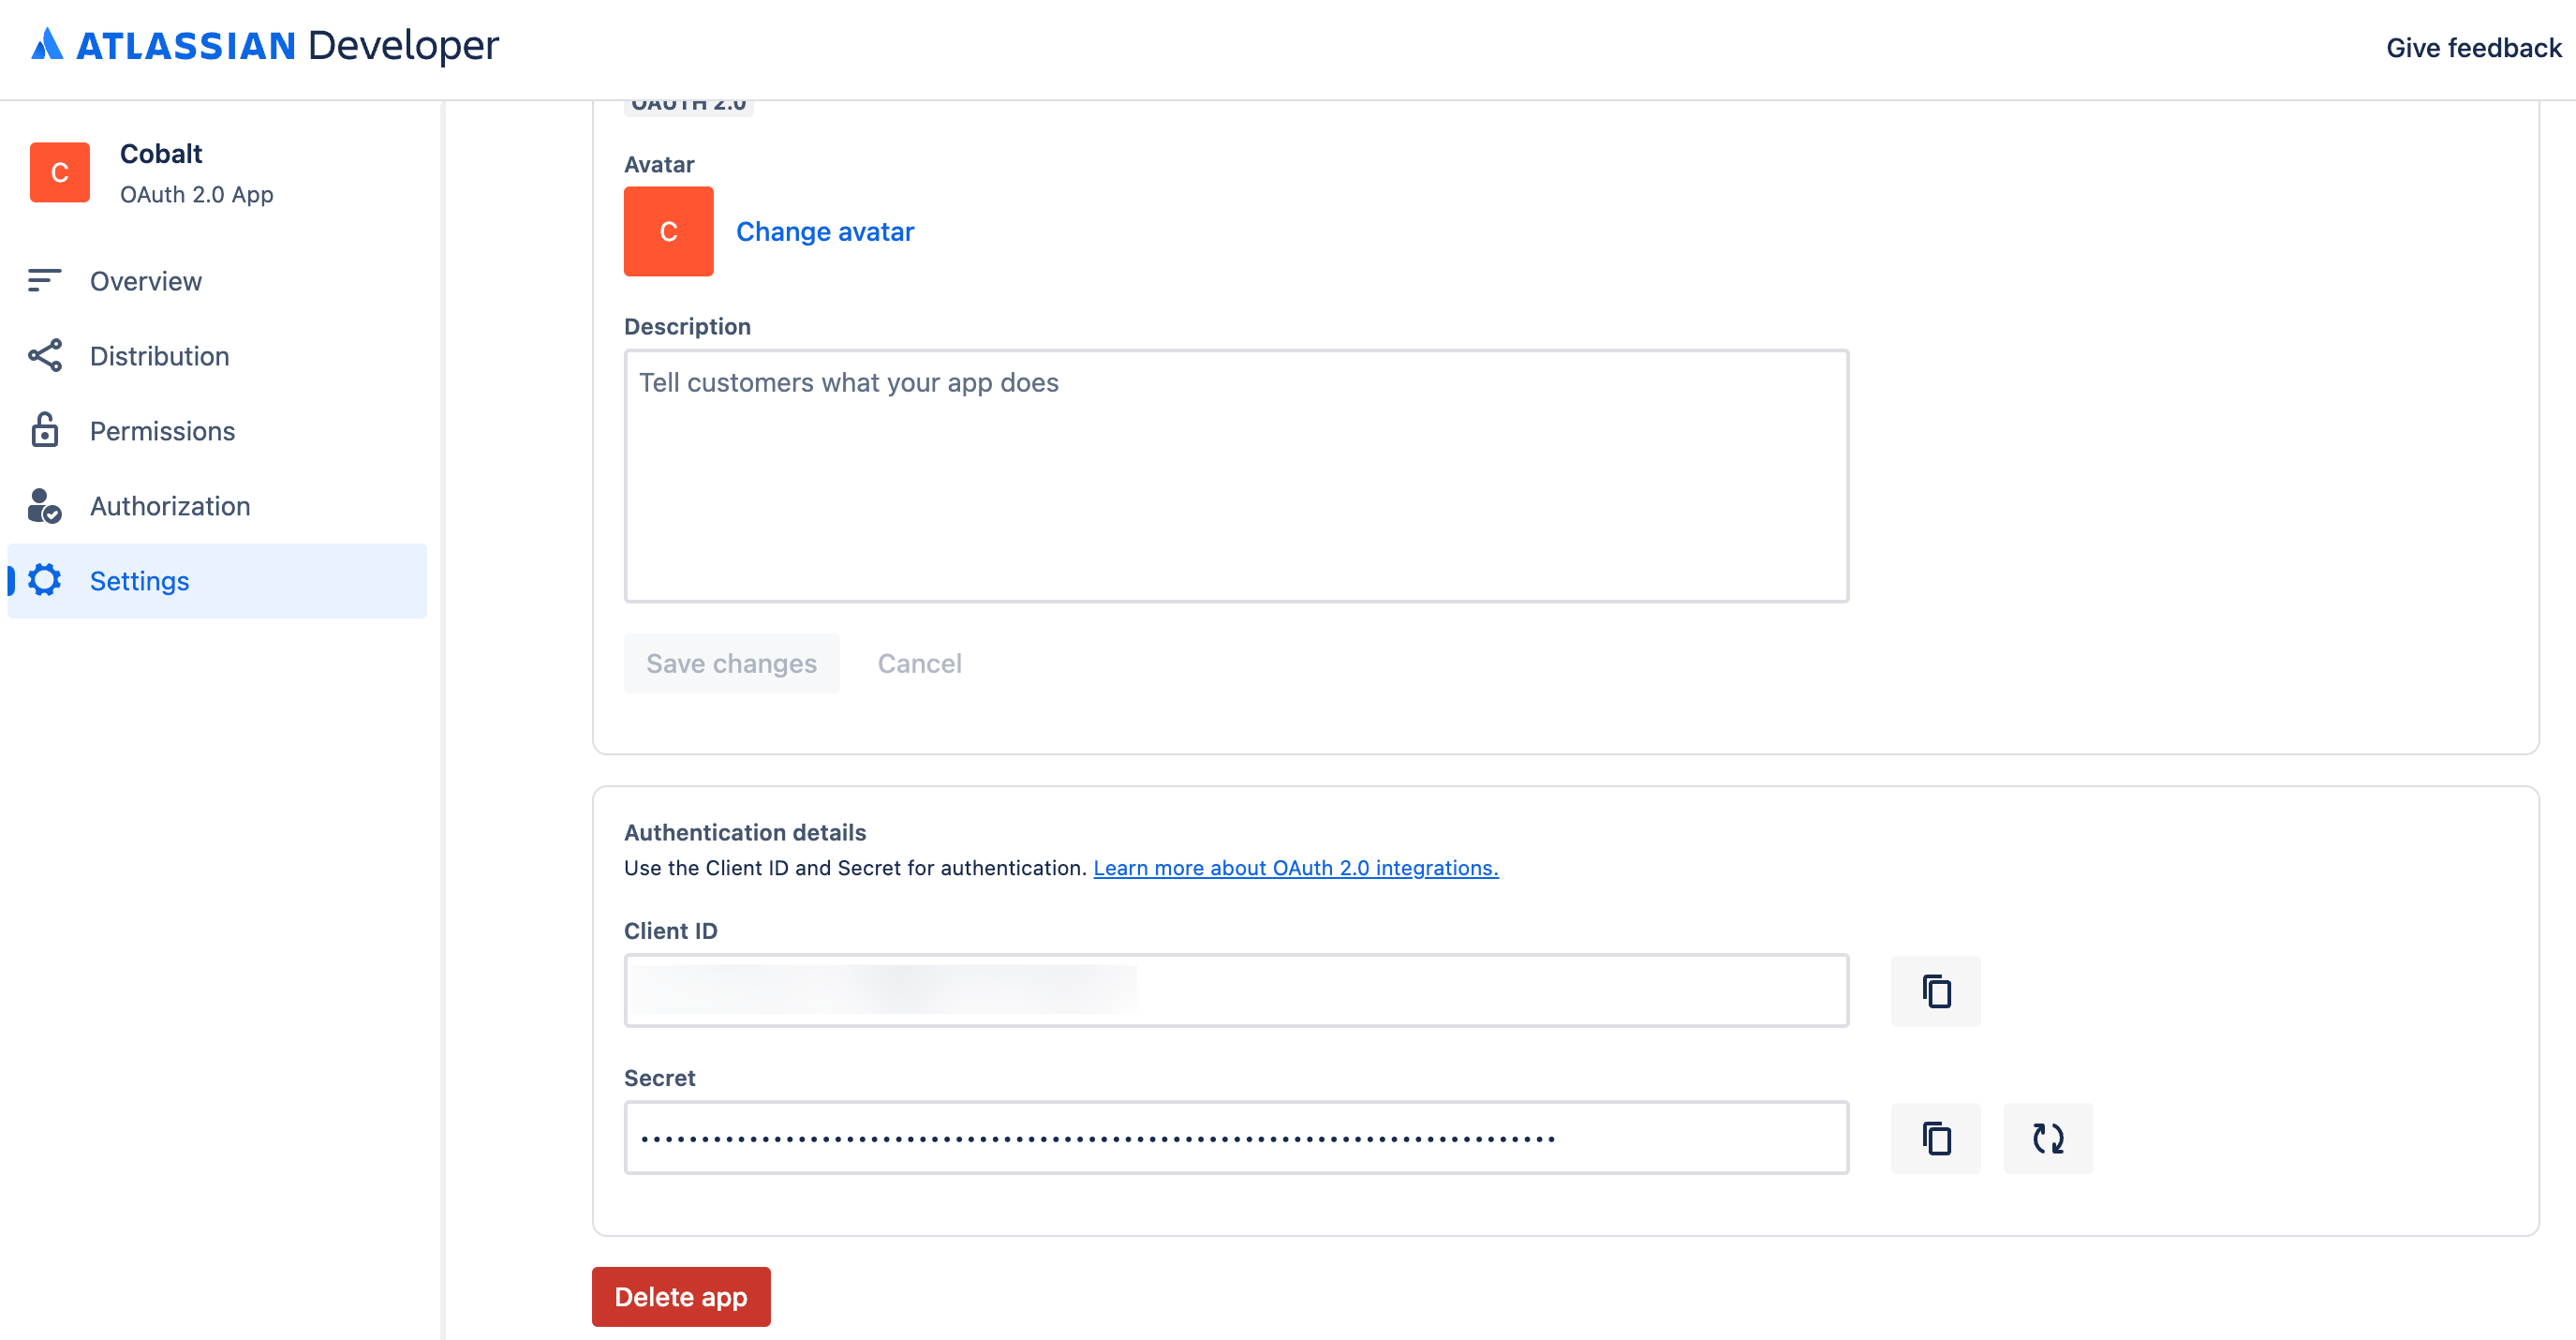 ATLASSIAN Developer
Give feedback
C
Cobalt
OAuth 2.0 App
Overview
Distribution
Permissions
Authorization
Settings
OAUTH 2.0
Avatar
C
Change avatar
Description
Tell customers what your app does
Save changes
Cancel
Authentication details
Use the Client ID and Secret for authentication. Learn more about OAuth 2.0 integrations.
Client ID
Secret
Delete app